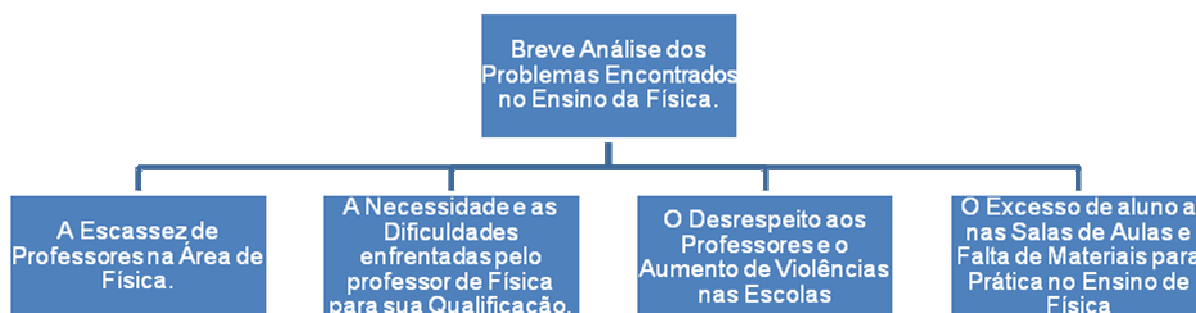 Breve Análise dos
Problemas Encontrados
no Ensino da Física.
A Escassez de
Professores na Área de
Física.
A Necessidade e as
Dificuldades
enfrentadas pelo
professor de Física
para sua Qualificação.
O Desrespeito aos
Professores e o
Aumento de Violências
nas Escolas
O Excesso de aluno a
nas Salas de Aulas e
Falta de Materiais para
Prática no Ensino de
Física